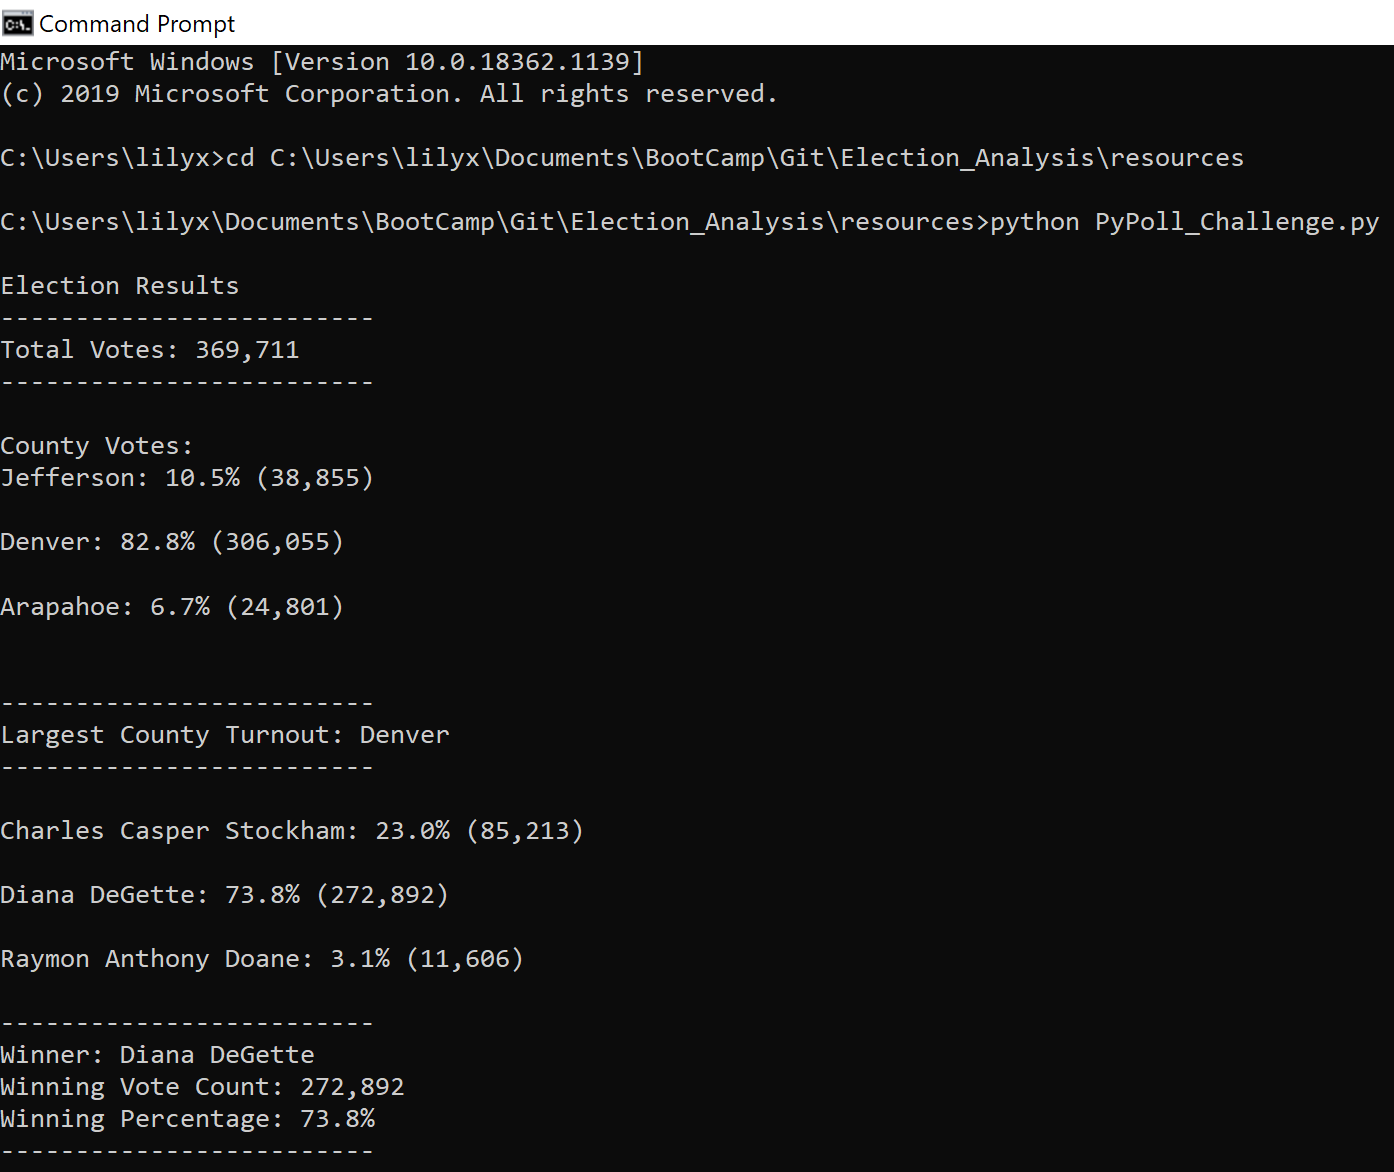 Command Prompt
Microsoft Windows [Version 10.0.18362.1139]
(c) 2019 Microsoft Corporation. All rights reserved.
C:\Users\lilyx>cd C:\Users\lilyx\Documents\BootCamp\Git\Election_Analysis\resources
C:\Users\lilyx\Documents\BootCamp\Git\Election_Analysis\resources>python PyPoll_Challenge.py
Election Results
-------------------------
Total Votes: 369,711
-------------------------
County Votes:
Jefferson: 10.5% (38,855)
Denver: 82.8% (306,055)
Arapahoe: 6.7% (24,801)
-------------------------
Largest County Turnout: Denver
-------------------------
Charles Casper Stockham: 23.0% (85,213)
Diana DeGette: 73.8% (272,892)
Raymon Anthony Doane: 3.1% (11,606)
-------------------------
Winner: Diana DeGette
Winning Vote Count: 272,892
Winning Percentage: 73.8%
-------------------------